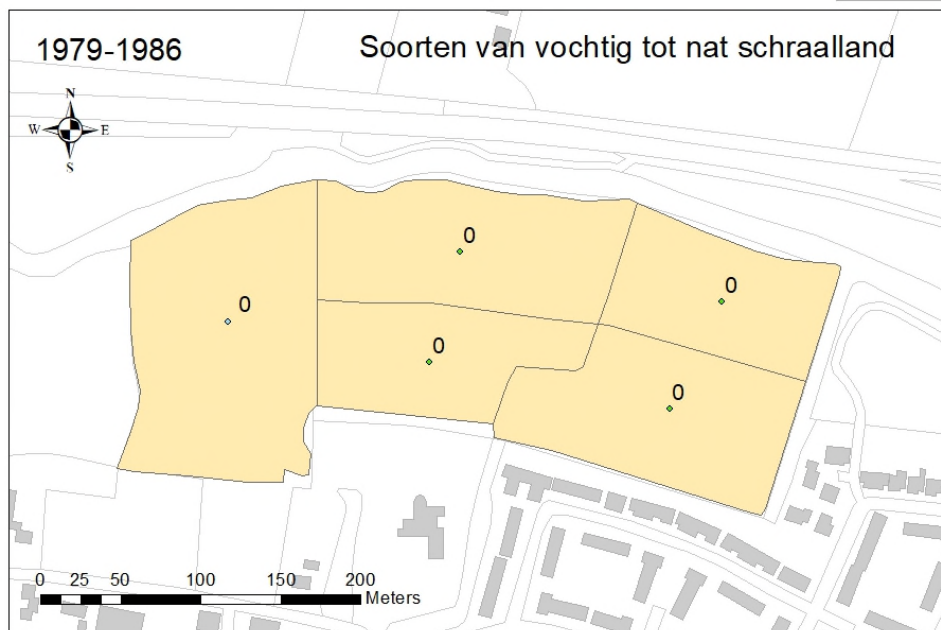 1979-1986 Soorten van vochtig tot nat schraalland
N
W E
S
0
0
0
0
0
0 25 50 100 150 200
Meters